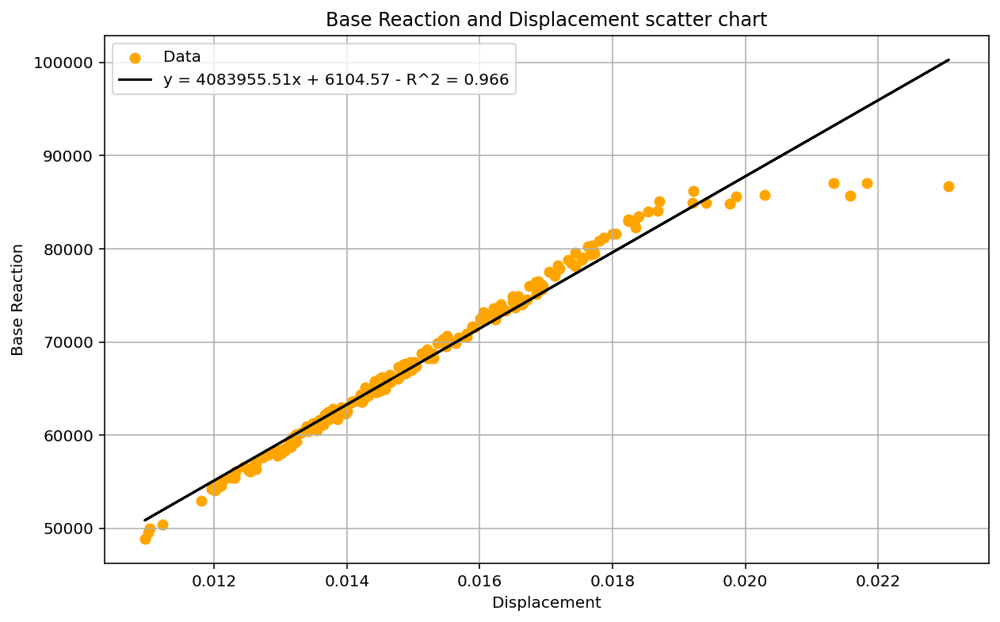 Base Reaction and Displacement scatter chart
Data
y = 4083955.51x + 6104.57 - R^2 = 0.966
100000
90000
80000
70000
60000
50000
Base Reaction
0.012 0.014 0.016 0.018 0.020 0.022
Displacement